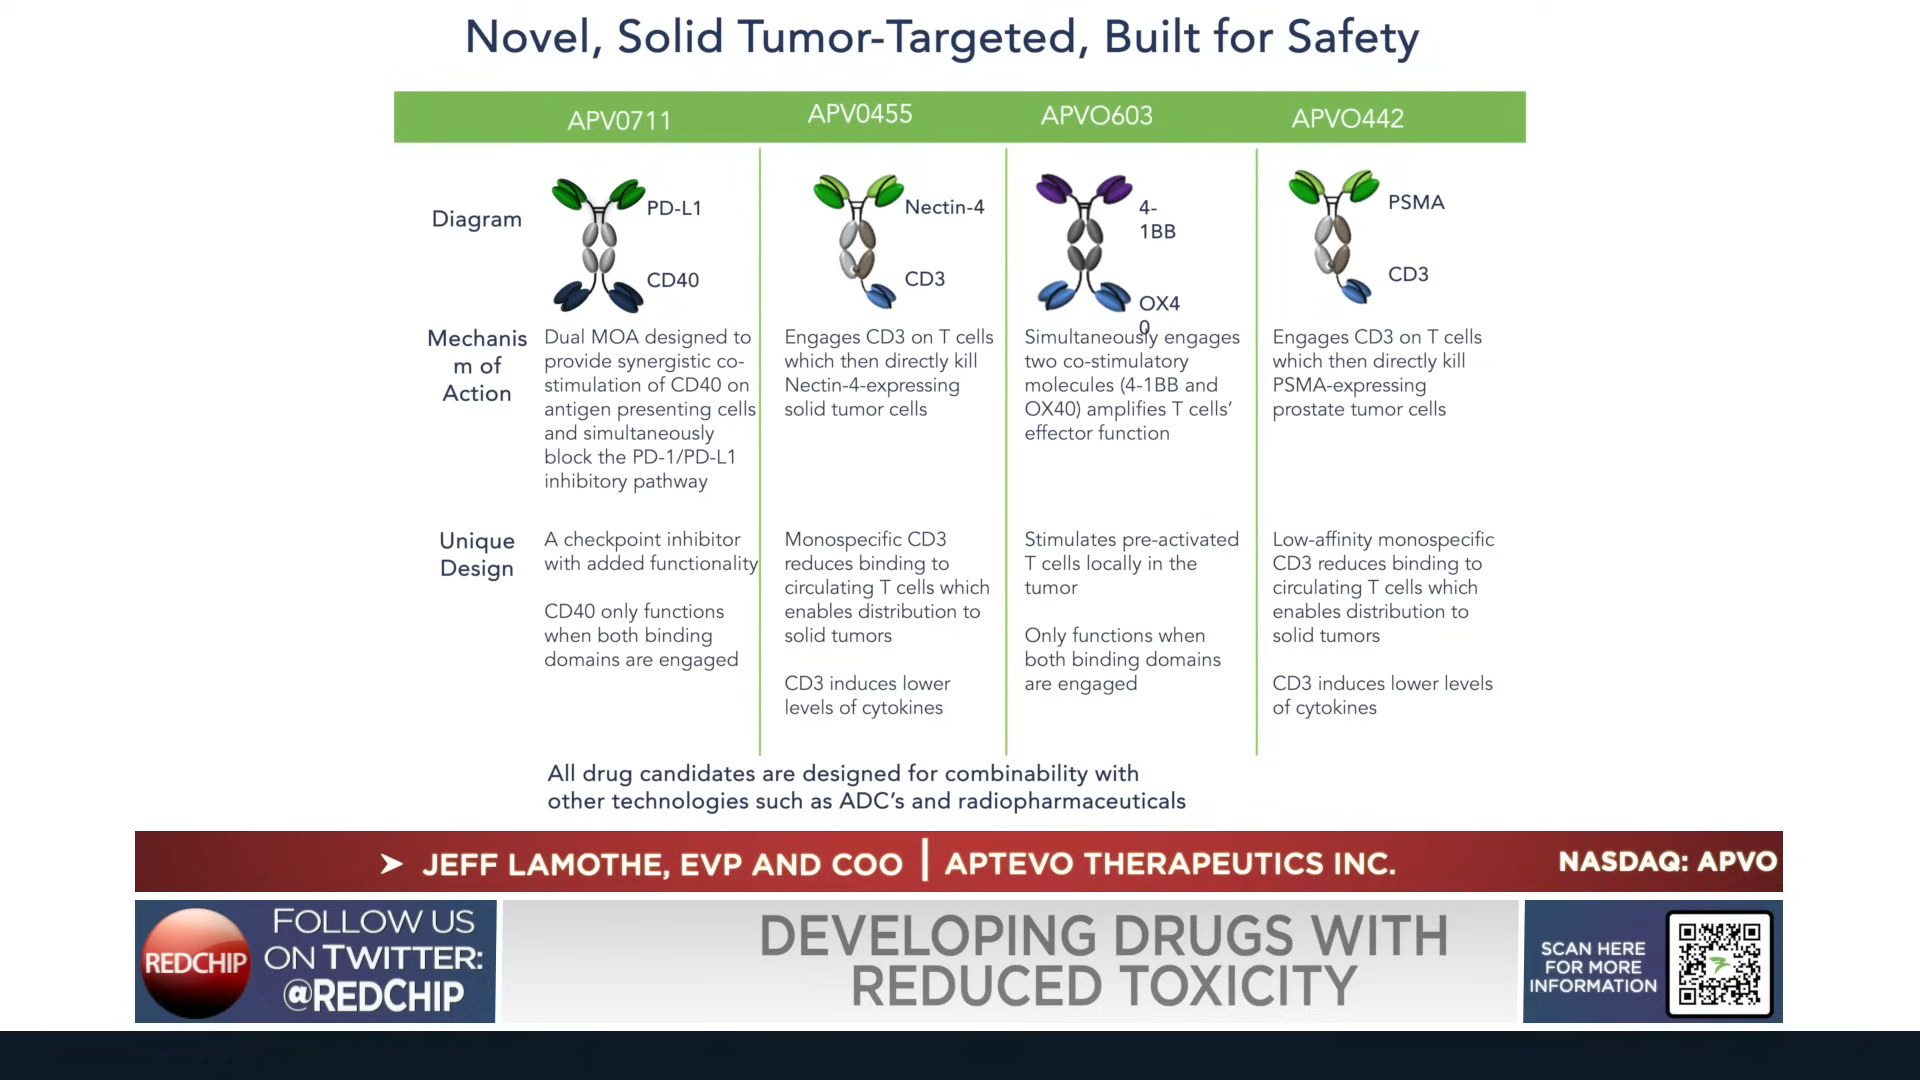 Novel, Solid Tumor-Targeted, Built for Safety
APV0711
APV0455
APVO603
APVO442
Diagram
PD-L1
CD40
Nectin-4
CD3
4-
1BB
OX4
0
PSMA
CD3
Mechanis
m of
Action
Dual MOA designed to
provide synergistic co-
stimulation of CD40 on
antigen presenting cells
and simultaneously
block the PD-1/PD-L1
inhibitory pathway
Engages CD3 on T cells
which then directly kill
Nectin-4-expressing
solid tumor cells
Simultaneously engages
two co-stimulatory
molecules (4-1BB and
OX40) amplifies T cells’
effector function
Engages CD3 on T cells
which then directly kill
PSMA-expressing
prostate tumor cells
Unique
Design
A checkpoint inhibitor
with added functionality
CD40 only functions
when both binding
domains are engaged
Monospecific CD3
reduces binding to
circulating T cells which
enables distribution to
solid tumors
CD3 induces lower
levels of cytokines
Stimulates pre-activated
T cells locally in the
tumor
Only functions when
both binding domains
are engaged
Low-affinity monospecific
CD3 reduces binding to
circulating T cells which
enables distribution to
solid tumors
CD3 induces lower levels
of cytokines
All drug candidates are designed for combinability with
other technologies such as ADC’s and radiopharmaceuticals
JEFF LAMOTHE, EVP AND COO | APTEVO THERAPEUTICS INC.
NASDAQ: APVO
REDCHIP
FOLLOW US
ON TWITTER:
@REDCHIP
DEVELOPING DRUGS WITH
REDUCED TOXICITY
SCAN HERE
FOR MORE
INFORMATION